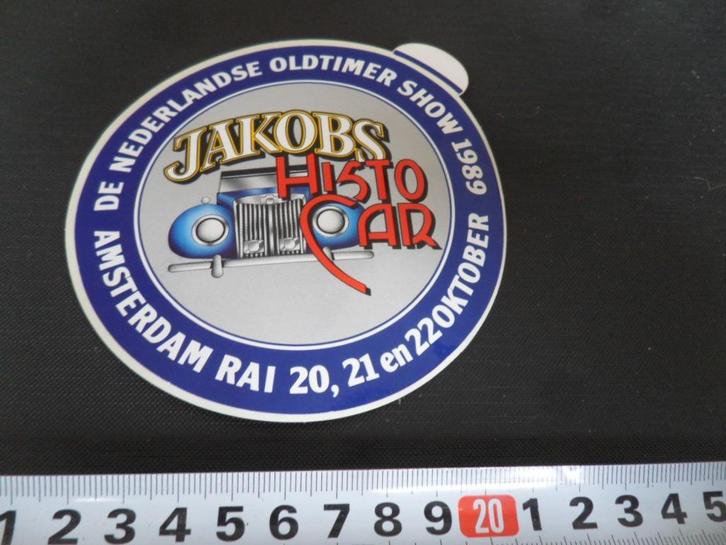 DE NEDERLANDSE OLDTIMER SHOW 1989
JAKOBS
HISTO
CAR
AMSTERDAM RAI 20, 21 en 22 OKTOBER
1 2 3 4 5 6 7 8 9 20 1 2 3 4 5